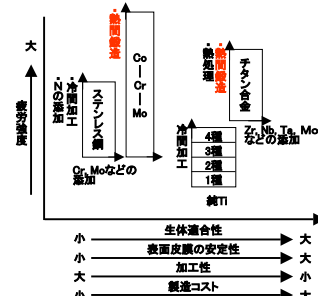 大
疲労強度
・Nの添加
・冷間加工
ステンレス鋼
Cr, Moなどの
添加
・熱間鍛造
Co―Cr―Mo
冷間加工
4種
3種
2種
1種
純Ti
・熱処理
・熱間鍛造
チタン合金
Zr, Nb, Ta, Mo
などの添加
小 生体適合性 大
小 表面皮膜の安定性 大
大 加工性 小
小 製造コスト 大